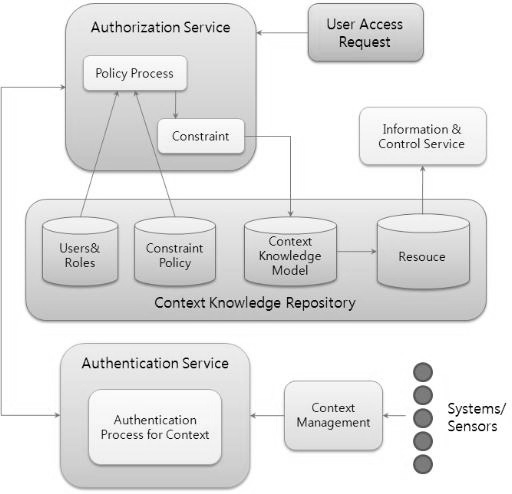 Authorization Service
User Access
Request
Policy Process
Constraint
Information &
Control Service
Users&
Roles
Constraint
Policy
Context
Knowledge
Model
Resouce
Context Knowledge Repository
Authentication Service
Authentication
Process for Context
Context
Management
Systems/
Sensors